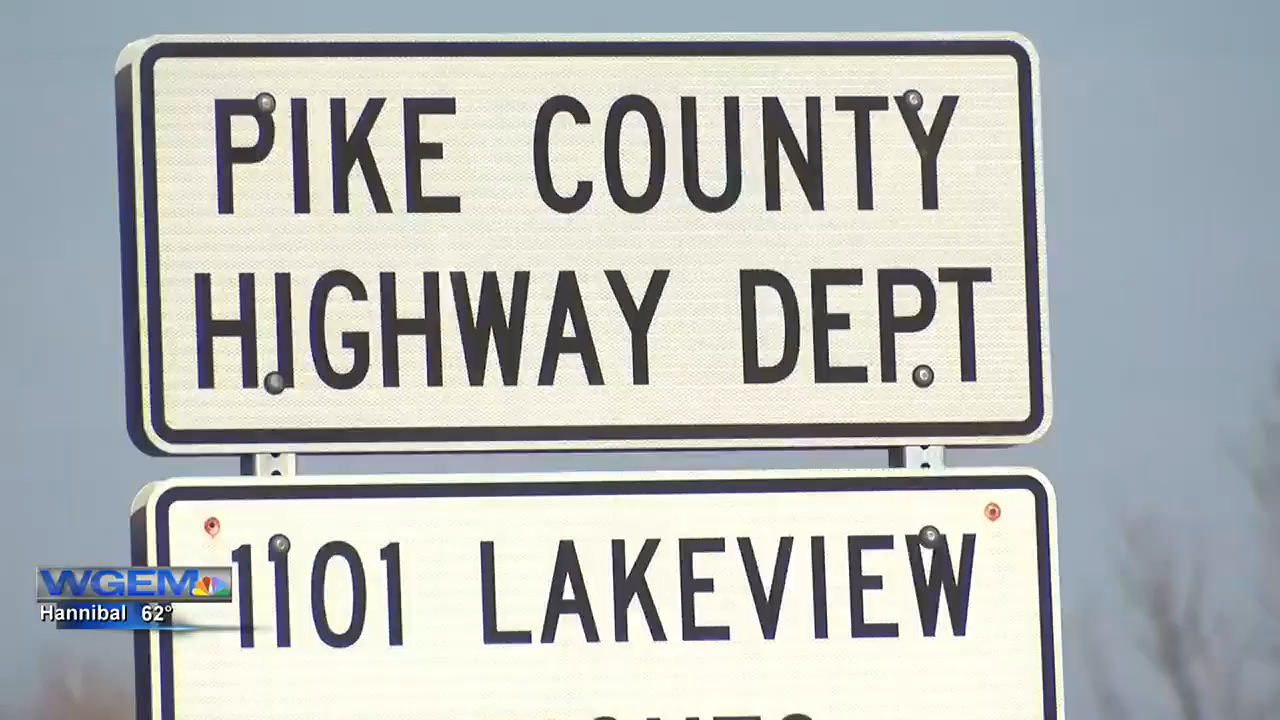 PIKE COUNTY
HIGHWAY DEPT
1101 LAKEVIEW
WGEM
Hannibal 62°